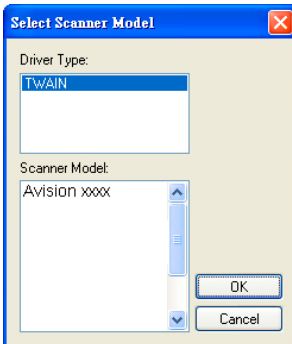 Select Scanner Model
Driver Type:
TWAIN
Scanner Model:
Avision xxxx
OK
Cancel